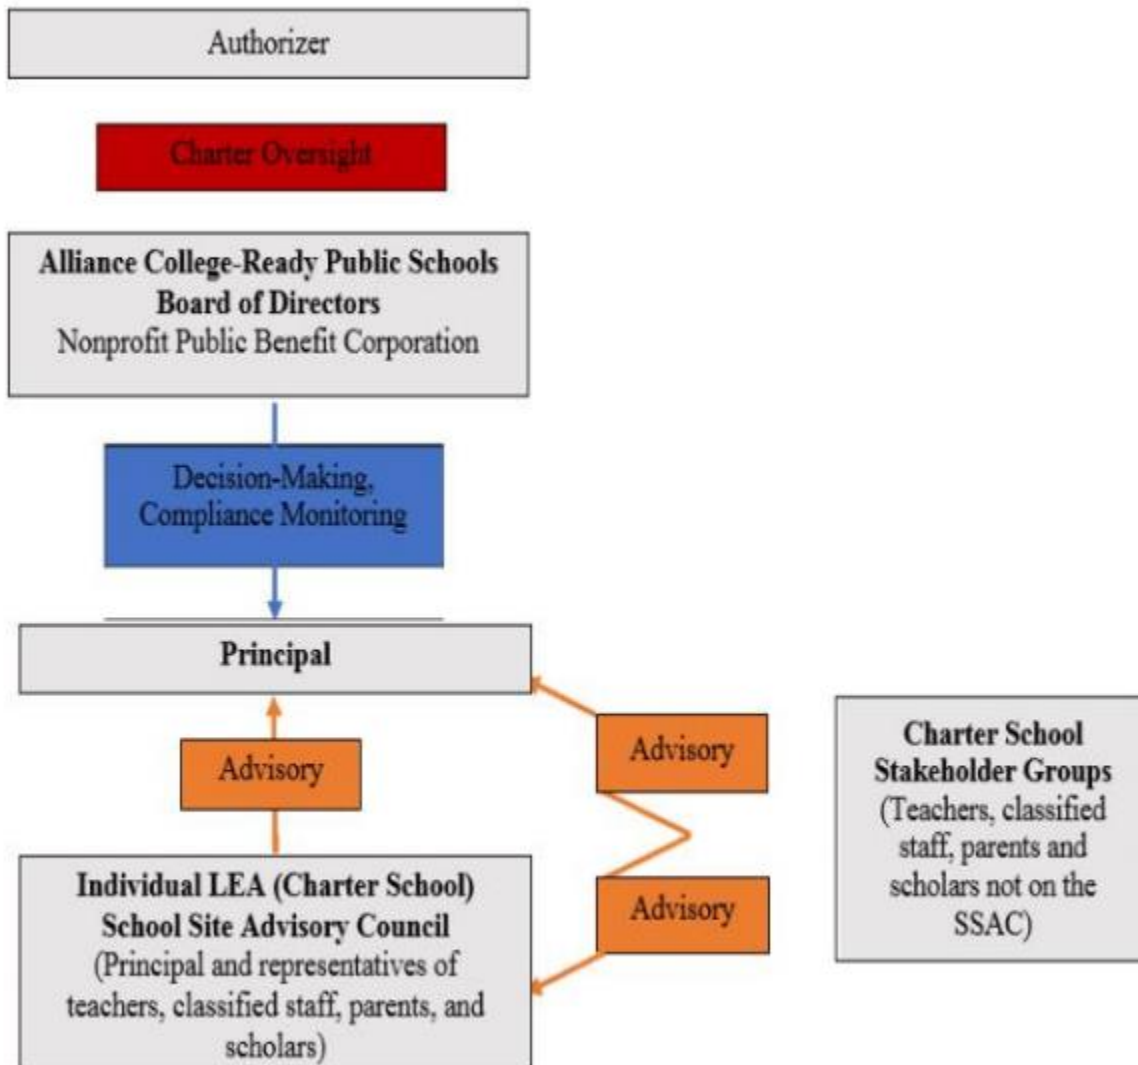 Authorizer
Charter Oversight
Alliance College-Ready Public Schools
Board of Directors
Nonprofit Public Benefit Corporation
Decision-Making,
Compliance Monitoring
Principal
Advisory
Advisory
Charter School
Stakeholder Groups
(Teachers, classified
staff, parents and
scholars not on the
SSAC)
Individual LEA (Charter School)
School Site Advisory Council
(Principal and representatives of
teachers, classified staff, parents, and
scholars)
Advisory